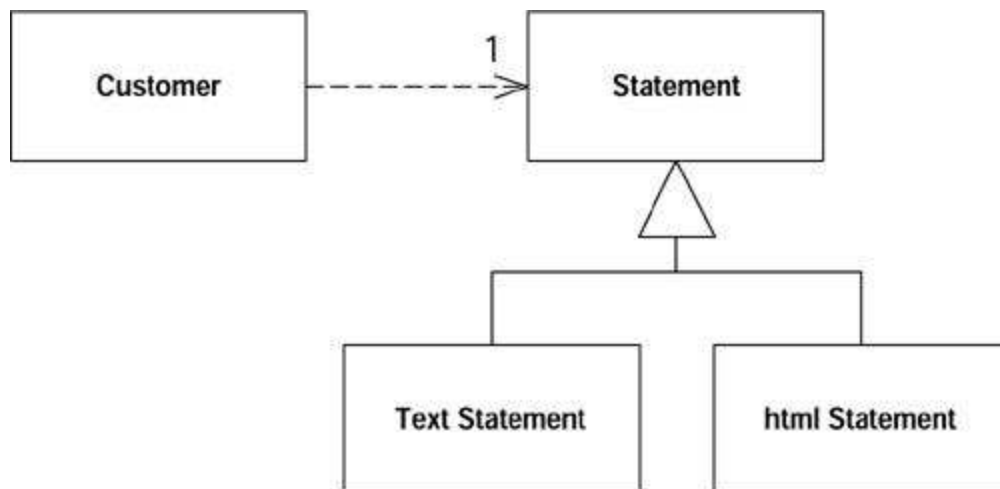 Customer
1
Statement
Text Statement
html Statement